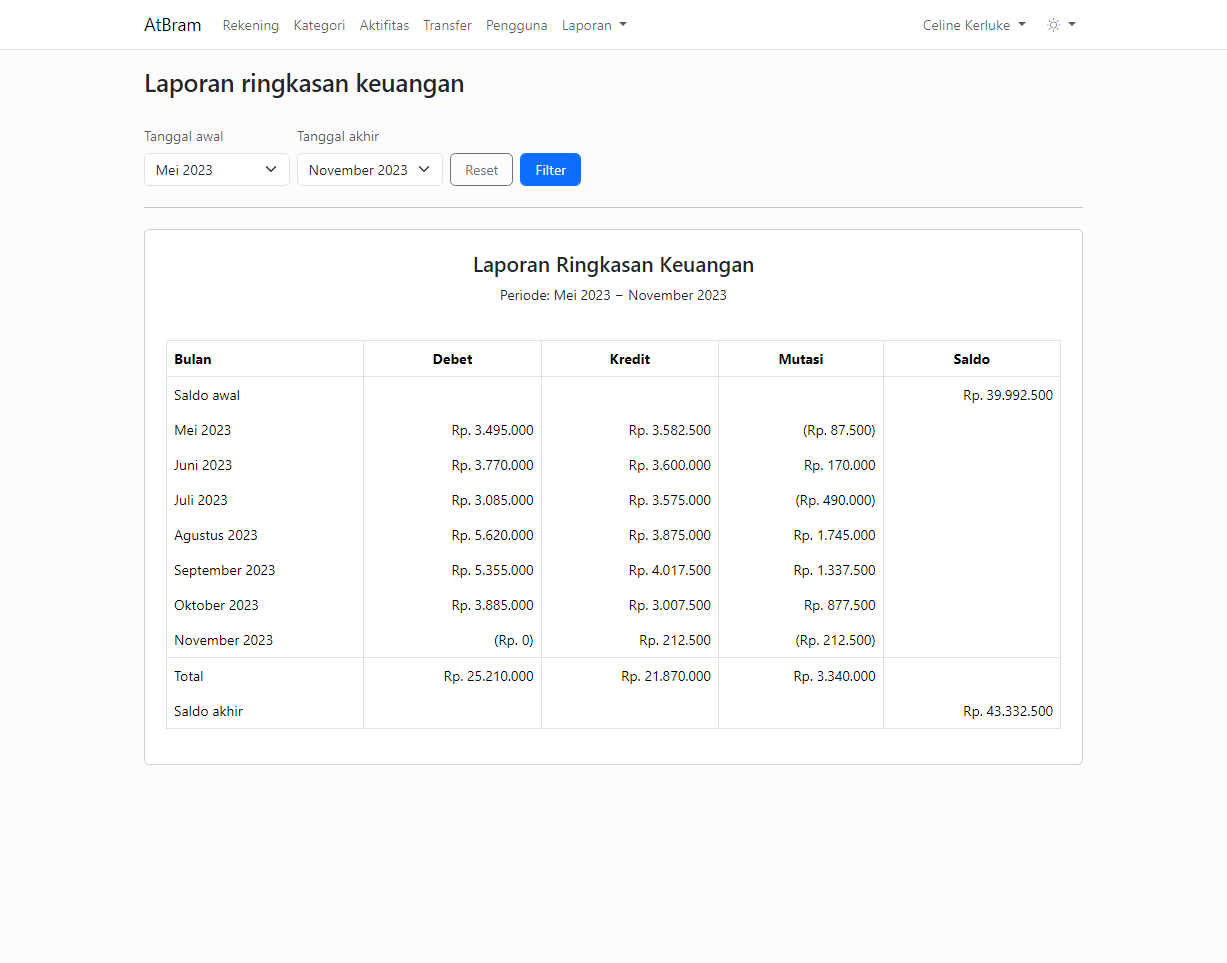 AtBram Rekening Kategori Aktifitas Transfer Pengguna Laporan Celine Kerluke
Laporan ringkasan keuangan
Tanggal awal Tanggal akhir
Mei 2023 November 2023 Reset Filter
Laporan Ringkasan Keuangan
Periode: Mei 2023 – November 2023
Bulan Debet Kredit Mutasi Saldo
Saldo awal Rp. 39.992.500
Mei 2023 Rp. 3.495.000 Rp. 3.582.500 (Rp. 87.500)
Juni 2023 Rp. 3.770.000 Rp. 3.600.000 Rp. 170.000
Juli 2023 Rp. 3.085.000 Rp. 3.575.000 (Rp. 490.000)
Agustus 2023 Rp. 5.620.000 Rp. 3.875.000 Rp. 1.745.000
September 2023 Rp. 5.355.000 Rp. 4.017.500 Rp. 1.337.500
Oktober 2023 Rp. 3.885.000 Rp. 3.007.500 Rp. 877.500
November 2023 (Rp. 0) Rp. 212.500 (Rp. 212.500)
Total Rp. 25.210.000 Rp. 21.870.000 Rp. 3.340.000
Saldo akhir Rp. 43.332.500